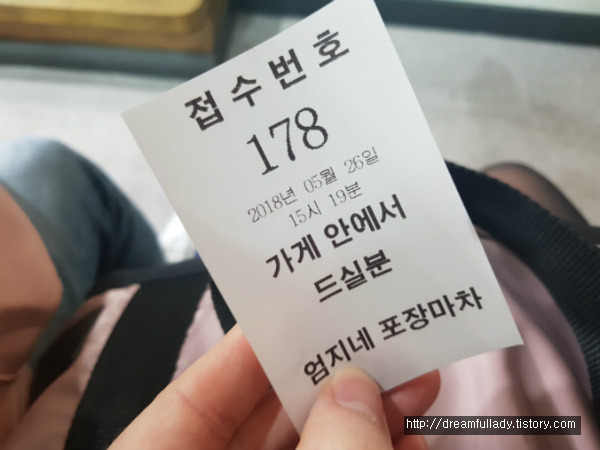 접수번호
178
2018년 05월 26일
15시 19분
가게 안에서
드실분
엄지네 포장마차
http://dreamfullady.tistory.com